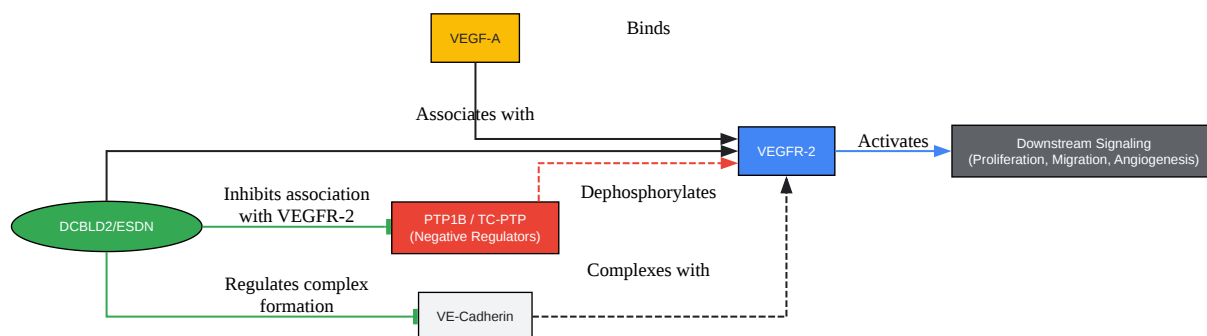 Binds
VEGF-A
Associates with
VEGFR-2
Activates
Downstream Signaling
(Proliferation, Migration, Angiogenesis)
Dephosphorylates
Inhibits association
with VEGFR-2
DCBLD2/ESDN
PTP1B / TC-PTP
(Negative Regulators)
Complexes with
Regulates complex
formation
VE-Cadherin